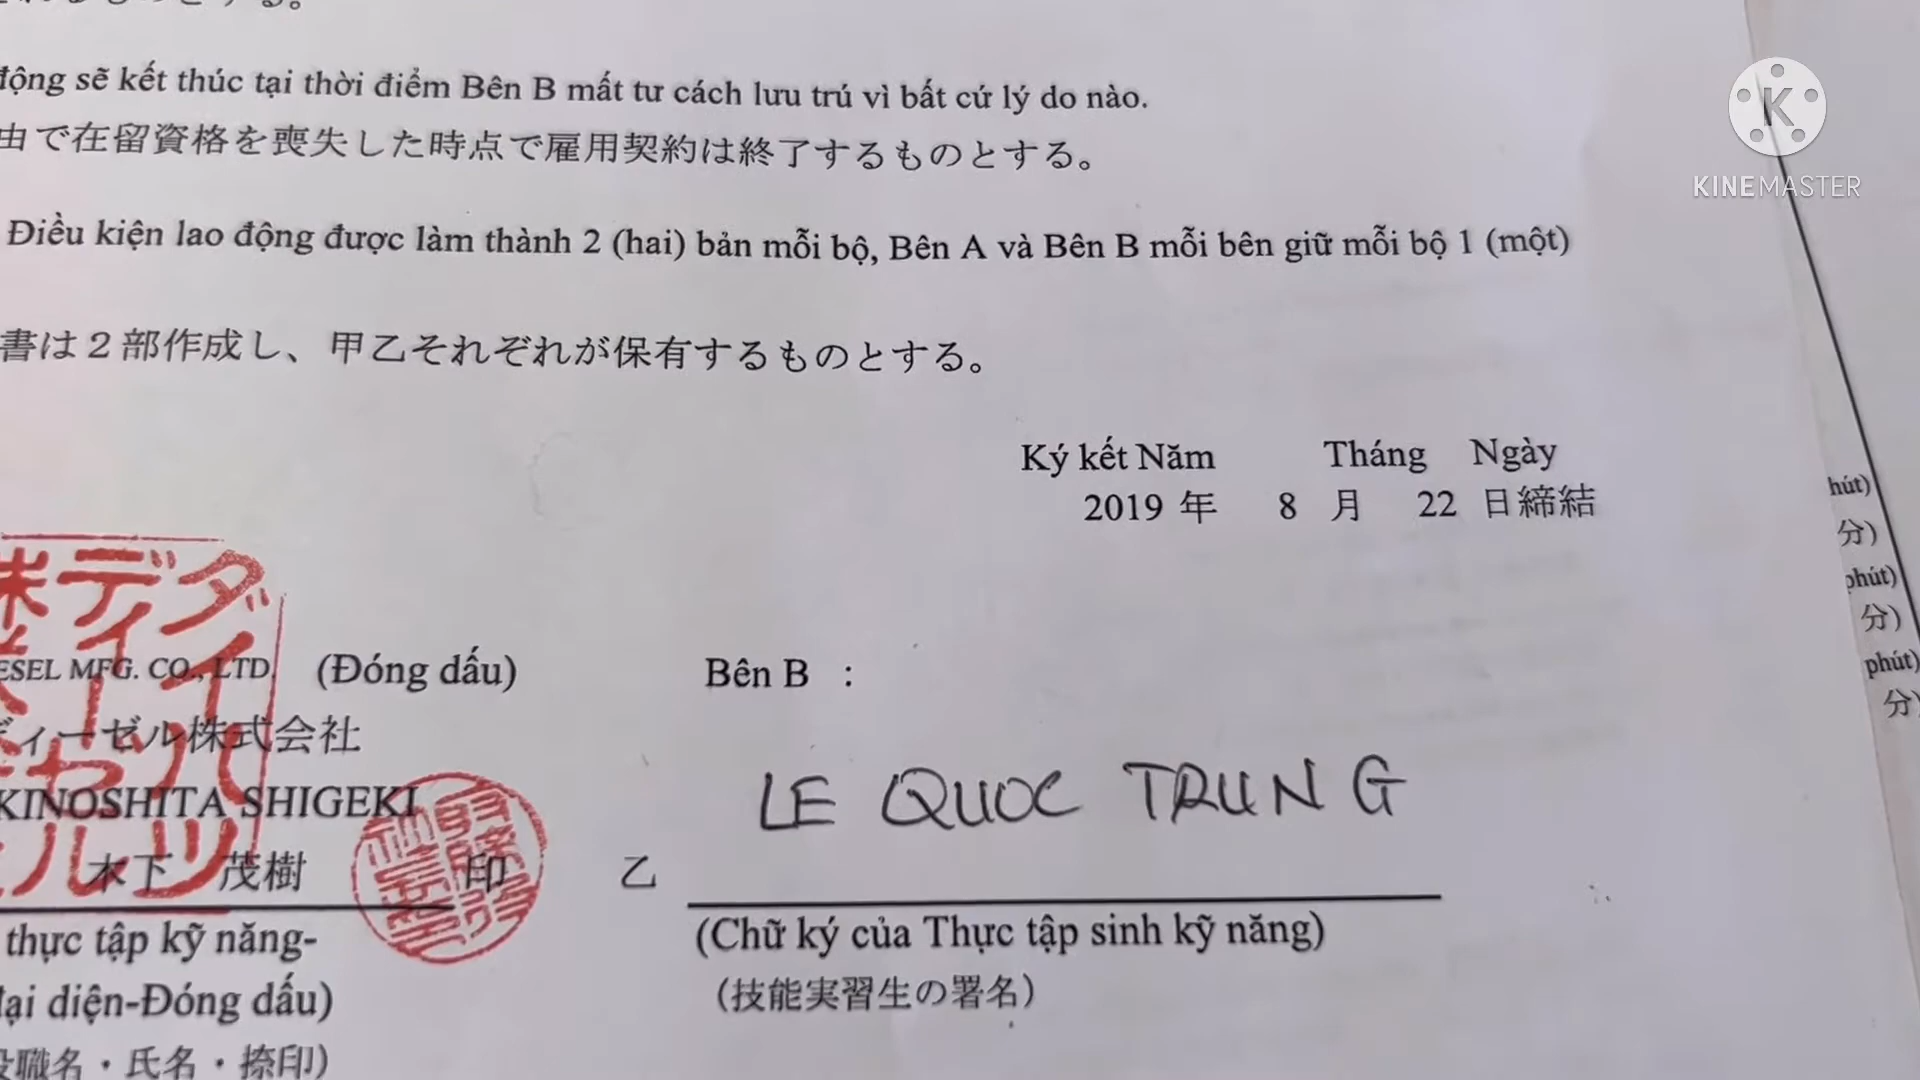 động sẽ kết thúc tại thời điểm Bên B mất tư cách lưu trú vì bất cứ lý do nào.
由で在留資格を喪失した時点で雇用契約は終了するものとする。
Điều kiện lao động được làm thành 2 (hai) bản mỗi bộ, Bên A và Bên B mỗi bên giữ mỗi bộ 1 (một)
書は2部作成し、甲乙それぞれが保有するものとする。
Ký kết Năm Tháng Ngày
2019 年 8 月 22 日締結
ESEL MFG. CO., LTD. (Đóng dấu)
ディーゼル株式会社
KINOSHITA SHIGEKI
木下 茂樹 印
thực tập kỹ năng-
đại diện-Đóng dấu)
役職名・氏名・捺印)
Bên B :
LE QUOC TRUNG
乙
(Chữ ký của Thực tập sinh kỹ năng)
(技能実習生の署名)
phút)
分)
phút)
分)
phút)
分)
KINEMASTER